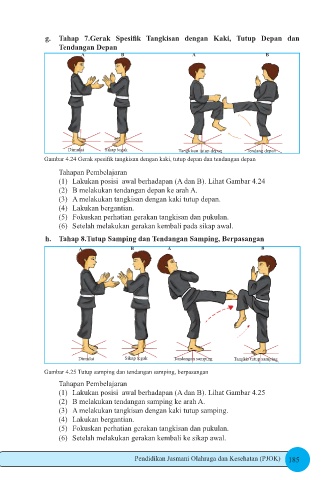 g. Tahap 7.Gerak Spesifik Tangkisan dengan Kaki, Tutup Depan dan
Tendangan Depan
A B A B
Dimulai Sikap tegak Tangkisan tutup depan Tendang depan
Gambar 4.24 Gerak spesifik tangkisan dengan kaki, tutup depan dan tendangan depan
Tahapan Pembelajaran
(1) Lakukan posisi awal berhadapan (A dan B). Lihat Gambar 4.24
(2) B melakukan tendangan depan ke arah A.
(3) A melakukan tangkisan dengan kaki tutup depan.
(4) Lakukan bergantian.
(5) Fokuskan perhatian gerakan tangkisan dan pukulan.
(6) Setelah melakukan gerakan kembali pada sikap awal.
h. Tahap 8.Tutup Samping dan Tendangan Samping, Berpasangan
A B A B
Dimulai Sikap tegak Tendangan samping Tangkis tutup samping
Gambar 4.25 Tutup samping dan tendangan samping, berpasangan
Tahapan Pembelajaran
(1) Lakukan posisi awal berhadapan (A dan B). Lihat Gambar 4.25
(2) B melakukan tendangan samping ke arah A.
(3) A melakukan tangkisan dengan kaki tutup samping.
(4) Lakukan bergantian.
(5) Fokuskan perhatian gerakan tangkisan dan pukulan.
(6) Setelah melakukan gerakan kembali ke sikap awal.
Pendidikan Jasmani Olahraga dan Kesehatan (PJOK) 185